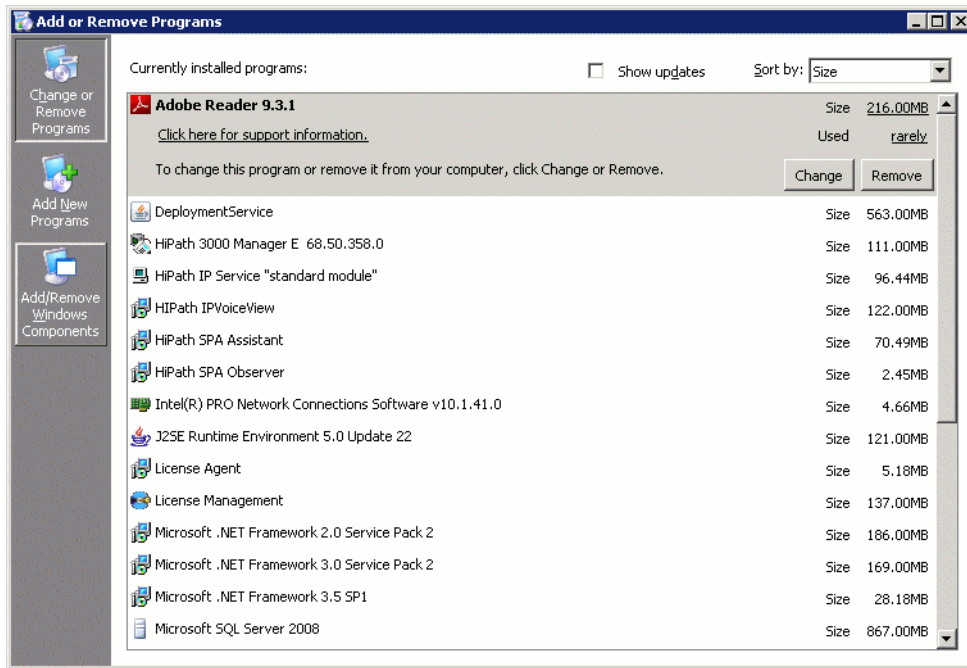 Add or Remove Programs
Change or
Remove
Programs
Add New
Programs
Add/Remove
Windows
Components
Currently installed programs:
Show updates
Sort by: Size
Adobe Reader 9.3.1 Size 216.00MB
Click here for support information. Used rarely
To change this program or remove it from your computer, click Change or Remove. Change Remove
DeploymentService Size 563.00MB
HiPath 3000 Manager E 68.50.358.0 Size 111.00MB
HiPath IP Service "standard module" Size 96.44MB
HIPath IPVoiceView Size 122.00MB
HiPath SPA Assistant Size 70.49MB
HiPath SPA Observer Size 2.45MB
Intel(R) PRO Network Connections Software v10.1.41.0 Size 4.66MB
J2SE Runtime Environment 5.0 Update 22 Size 121.00MB
License Agent Size 5.18MB
License Management Size 137.00MB
Microsoft .NET Framework 2.0 Service Pack 2 Size 186.00MB
Microsoft .NET Framework 3.0 Service Pack 2 Size 169.00MB
Microsoft .NET Framework 3.5 SP1 Size 28.18MB
Microsoft SQL Server 2008 Size 867.00MB